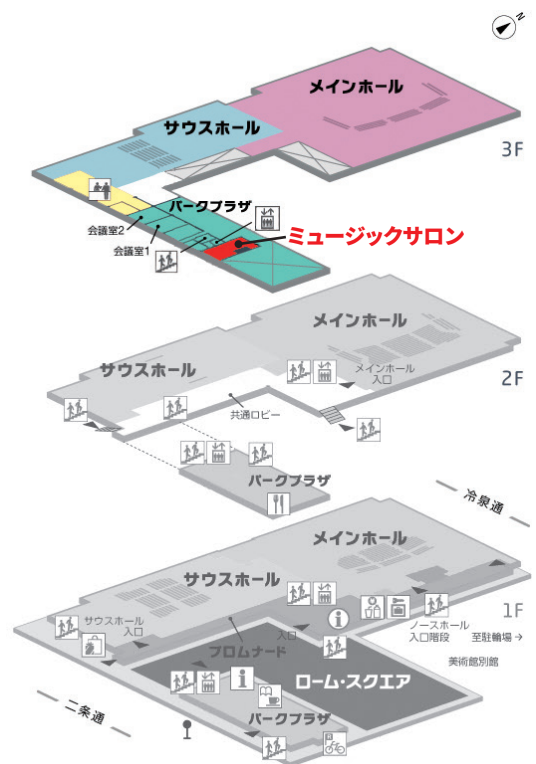 N
メインホール
サウスホール
3F
パークプラザ
会議室2
会議室1
ミュージックサロン
メインホール
サウスホール
メインホール
入口
2F
共通ロビー
パークプラザ
冷泉通
メインホール
サウスホール
1F
サウスホール
入口
入口
ノースホール
入口階段
至駐輪場→
プロムナード
美術館別館
ローム・スクエア
パークプラザ
二条通
P